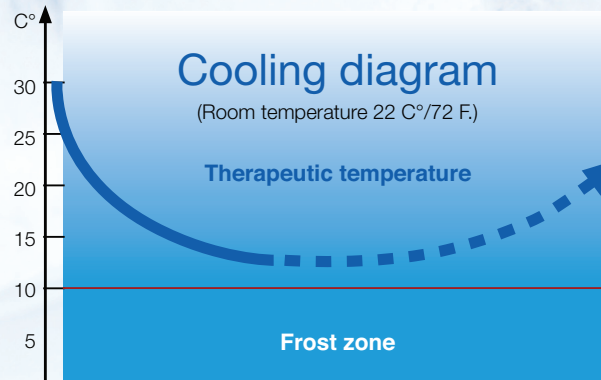 C°
Cooling diagram
(Room temperature 22 C°/72 F.)
30
25
Therapeutic temperature
20
15
10
5
Frost zone